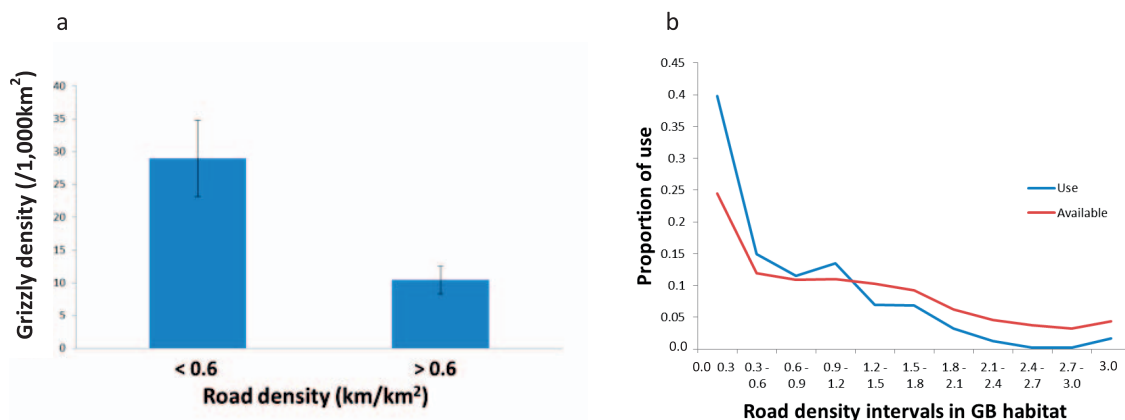 a
Grizzly density (/1,000km²)
40
35
30
25
20
15
10
5
0
< 0.6
> 0.6
Road density (km/km²)
b
Proportion of use
0.45
0.4
0.35
0.3
0.25
0.2
0.15
0.1
0.05
0.0
Use
Available
0.0 0.3 0.3 - 0.6 - 0.9 - 1.2 - 1.5- 1.8 - 2.1 - 2.4 - 2.7 - 3.0
0.6 0.9 1.2 1.5 1.8 2.1 2.4 2.7 3.0
Road density intervals in GB habitat